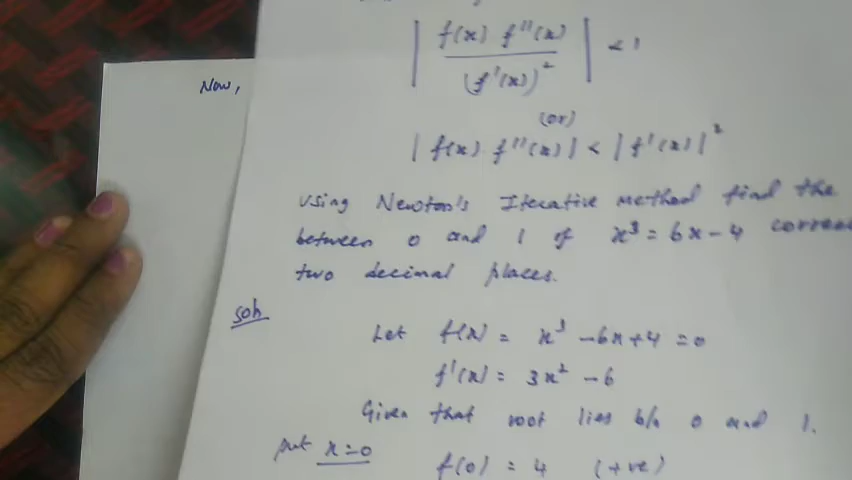 | f(x) f''(x) / (f'(x))² | < 1
Now,
(or)
| f(x) f''(x) | < | f'(x) |²
Using Newton's Iterative method find the
between 0 and 1 of x³ = 6x - 4 correct
two decimal places.
Soln
Let f(x) = x³ - 6x + 4 = 0
f'(x) = 3x² - 6
Given that root lies b/n 0 and 1.
put x = 0 f(0) = 4 (+ve)